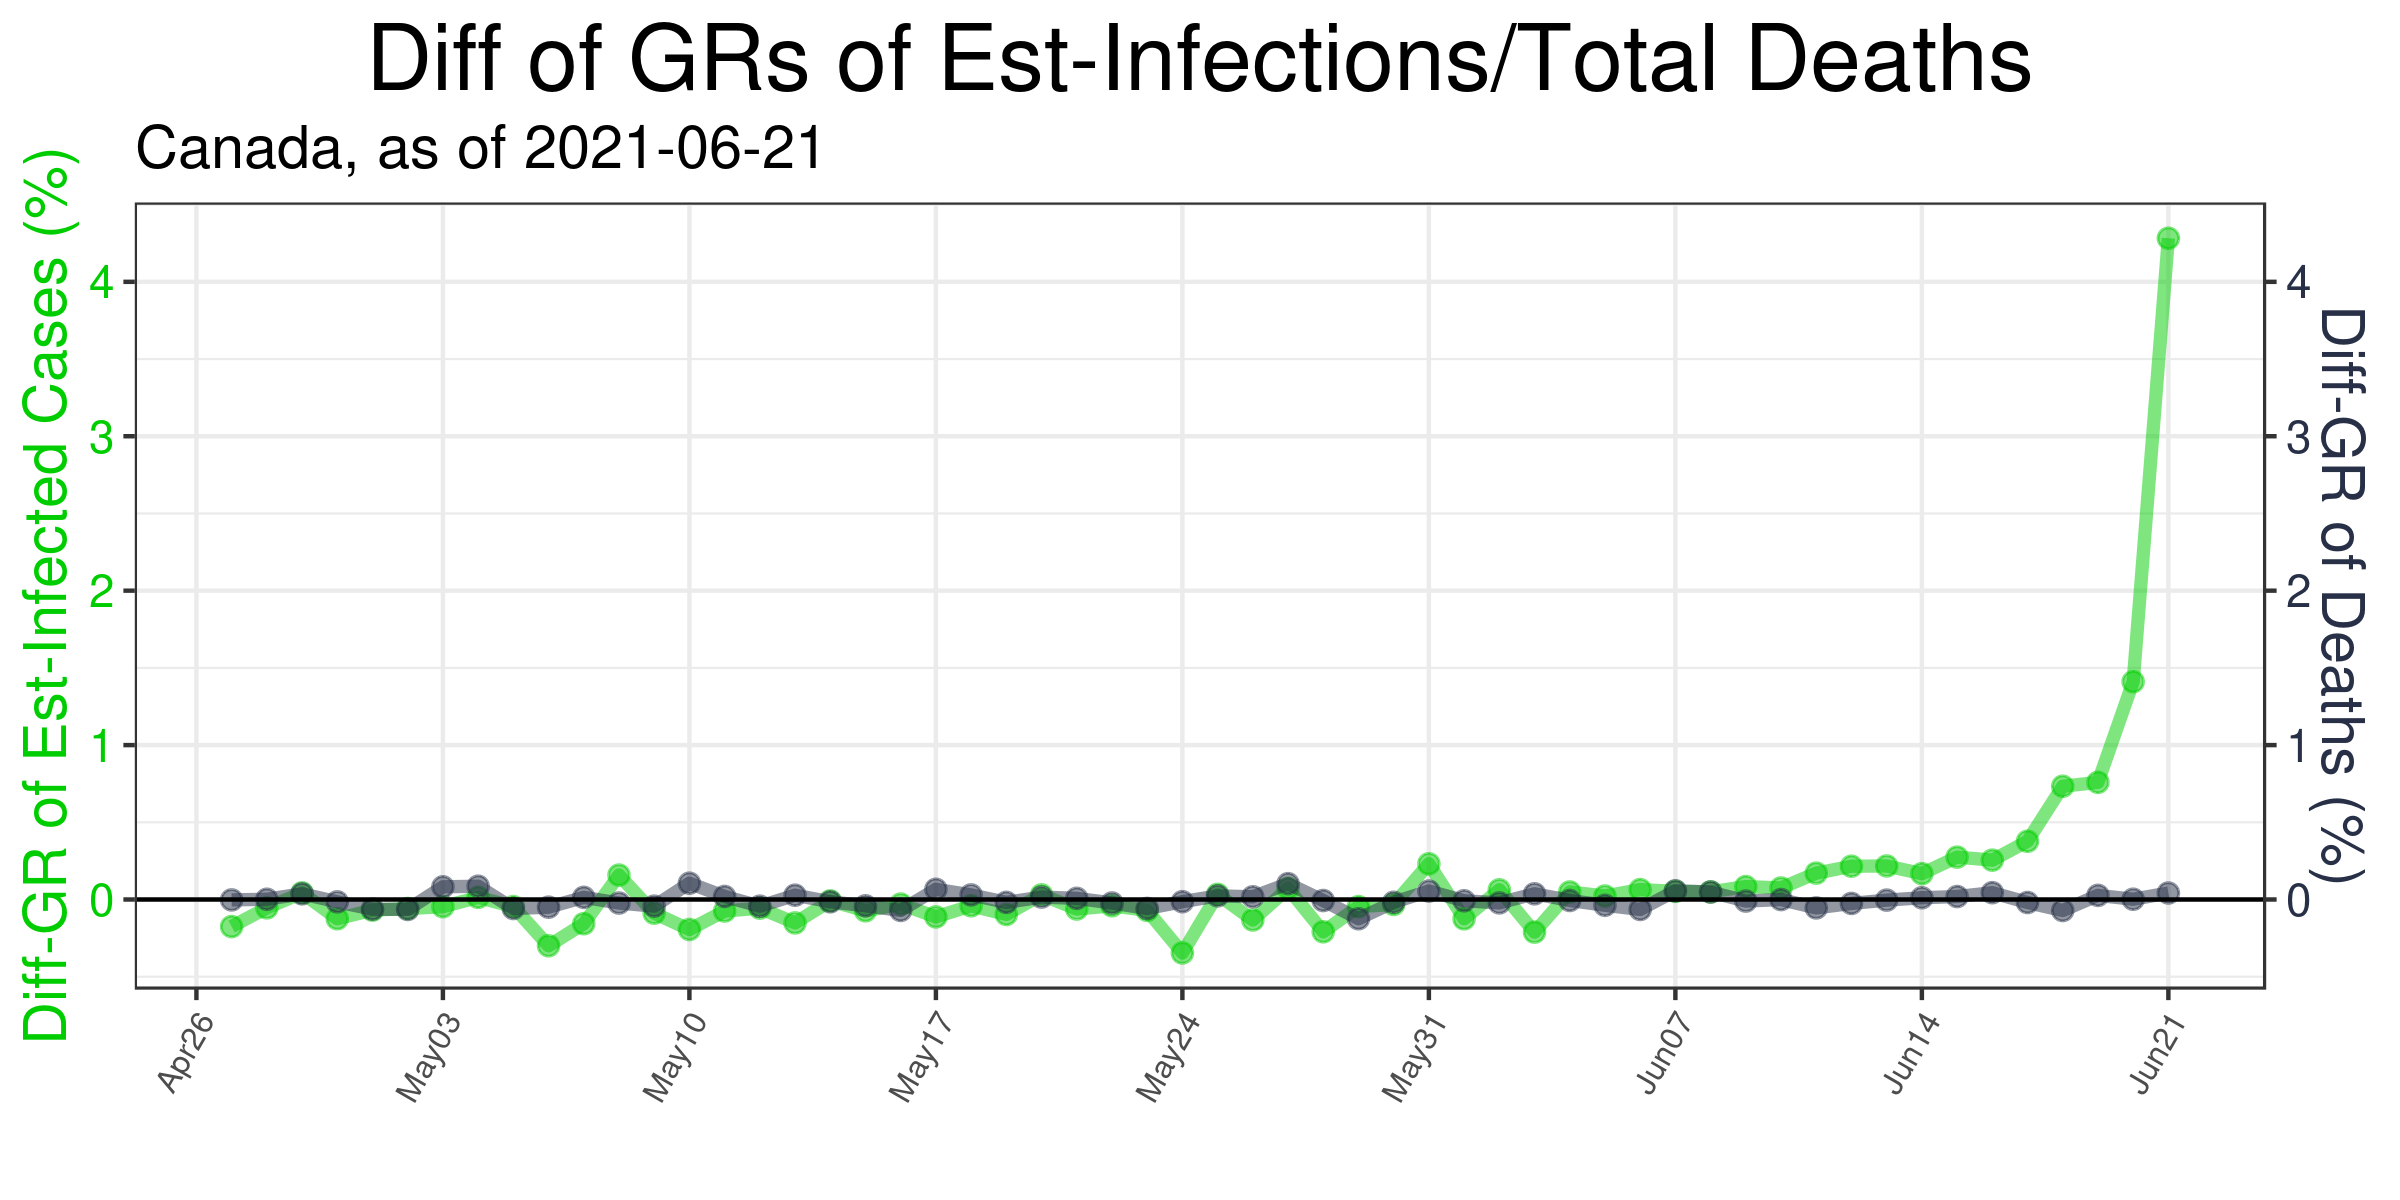 Diff of GRs of Est-Infections/Total Deaths
Canada, as of 2021-06-21
Diff-GR of Est-Infected Cases (%)
4
3
2
1
0
4
3
2
1
0
Diff-GR of Deaths (%)
Apr26
May03
May10
May17
May24
May31
Jun07
Jun14
Jun21